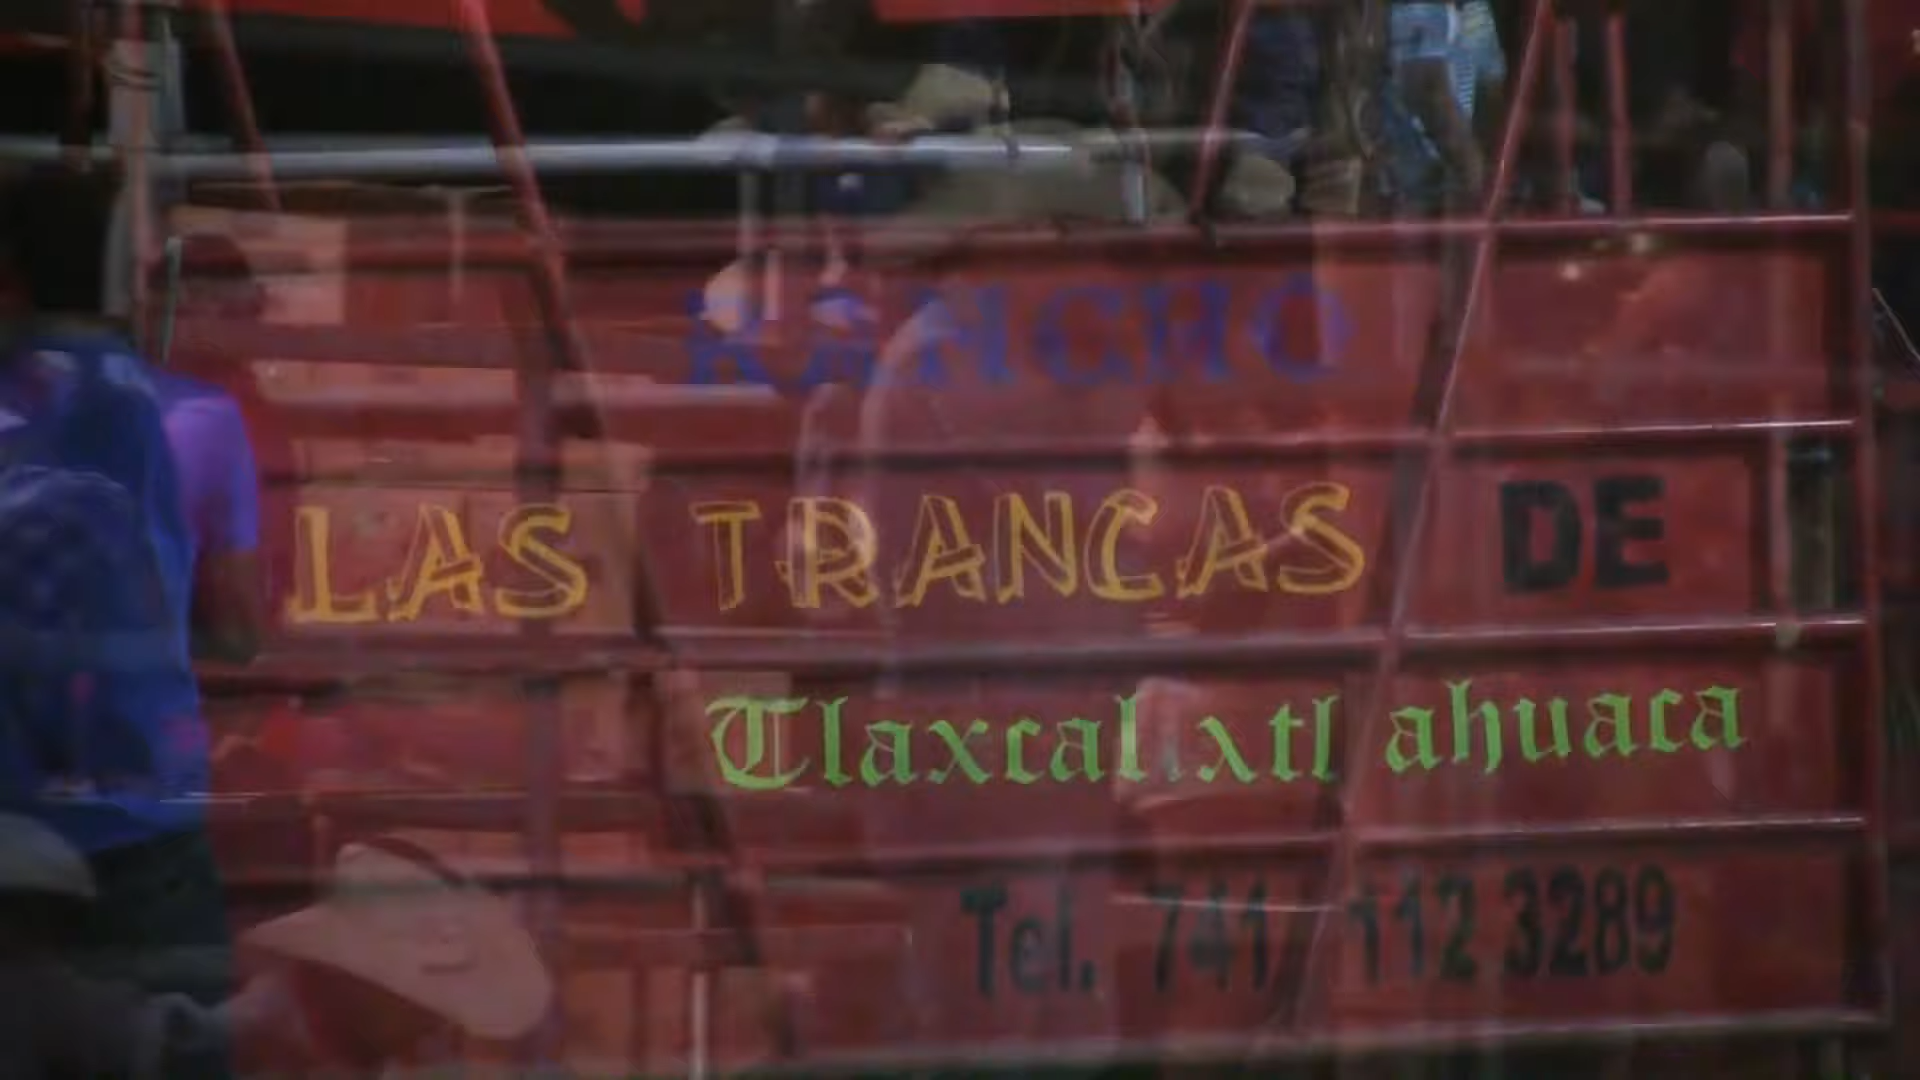 RANCHO
LAS TRANCAS DE
Tlaxcalixtlahuaca
Tel. 741 112 3289